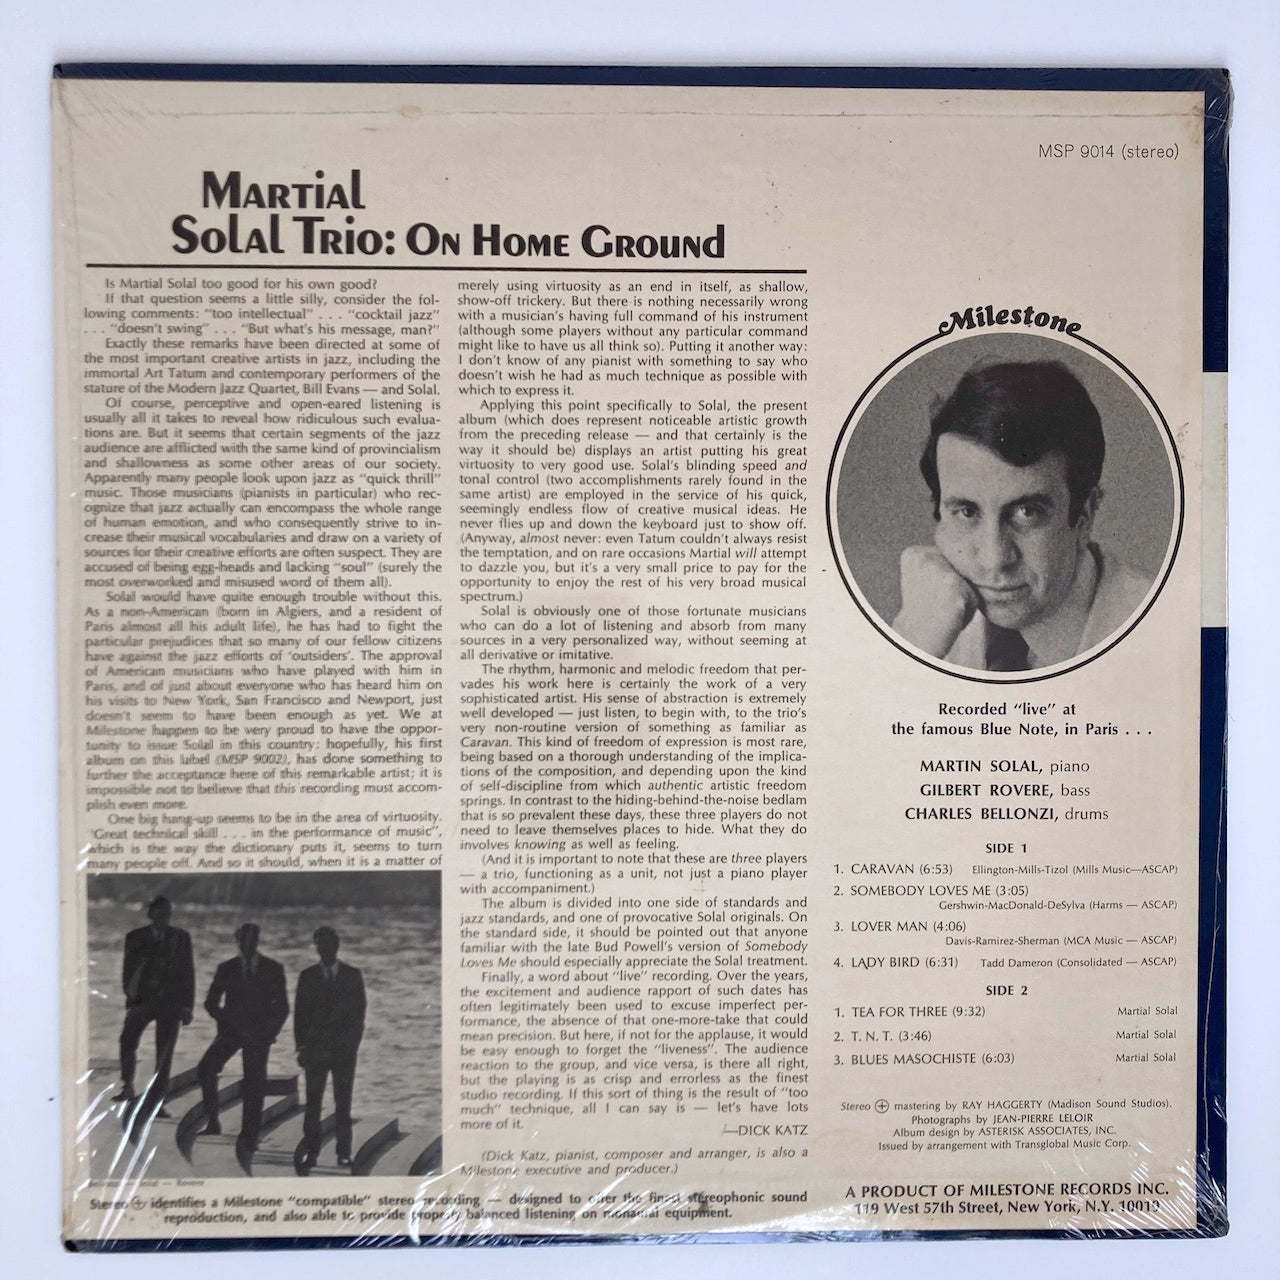 MSP 9014 (stereo)
Martial
Solal Trio: On Home Ground
Is Martial Solal too good for his own good?
If that question seems a little silly, consider the fol-
lowing comments: "too intellectual" . . . "cocktail jazz"
. . . "doesn't swing" . . . "But what's his message, man?"
Exactly these remarks have been directed at some of
the most important creative artists in jazz, including the
immortal Art Tatum and contemporary performers of the
stature of the Modern Jazz Quartet, Bill Evans — and Solal.
Of course, perceptive and open-eared listening is
usually all it takes to reveal how ridiculous such evalua-
tions are. But it seems that certain segments of the jazz
audience are afflicted with the same kind of provincialism
and shallowness as some other areas of our society.
Apparently many people look upon jazz as "quick thrill"
music. Those musicians (pianists in particular) who rec-
ognize that jazz actually can encompass the whole range
of human emotion, and who consequently strive to in-
crease their musical vocabularies and draw on a variety of
sources for their creative efforts are often suspect. They are
accused of being egg-heads and lacking "soul" (surely the
most overworked and misused word of them all).
Solal would have quite enough trouble without this.
As a non-American (born in Algiers, and a resident of
Paris almost all his adult life), he has had to fight the
particular prejudices that so many of our fellow citizens
have against the jazz efforts of 'outsiders'. The approval
of American musicians who have played with him in
Paris, and of just about everyone who has heard him on
his visits to New York, San Francisco and Newport, just
doesn't seem to have been enough as yet. We at
Milestone happen to be very proud to have the oppor-
tunity to issue Solal in this country: hopefully, his first
album on this label (MSP 9002), has done something to
further the acceptance here of this remarkable artist; it is
impossible not to believe that this recording must accom-
plish even more.
One big hang-up seems to be in the area of virtuosity.
'Great technical skill . . . in the performance of music",
which is the way the dictionary puts it, seems to turn
many people off. And so it should, when it is a matter of
merely using virtuosity as an end in itself, as shallow,
show-off trickery. But there is nothing necessarily wrong
with a musician's having full command of his instrument
(although some players without any particular command
might like to have us all think so). Putting it another way:
I don't know of any pianist with something to say who
doesn't wish he had as much technique as possible with
which to express it.
Applying this point specifically to Solal, the present
album (which does represent noticeable artistic growth
from the preceding release — and that certainly is the
way it should be) displays an artist putting his great
virtuosity to very good use. Solal's blinding speed and
tonal control (two accomplishments rarely found in the
same artist) are employed in the service of his quick,
seemingly endless flow of creative musical ideas. He
never flies up and down the keyboard just to show off.
(Anyway, almost never: even Tatum couldn't always resist
the temptation, and on rare occasions Martial will attempt
to dazzle you, but it's a very small price to pay for the
opportunity to enjoy the rest of his very broad musical
spectrum.)
Solal is obviously one of those fortunate musicians
who can do a lot of listening and absorb from many
sources in a very personalized way, without seeming at
all derivative or imitative.
The rhythm, harmonic and melodic freedom that per-
vades his work here is certainly the work of a very
sophisticated artist. His sense of abstraction is extremely
well developed — just listen, to begin with, to the trio's
very non-routine version of something as familiar as
Caravan. This kind of freedom of expression is most rare,
being based on a thorough understanding of the implica-
tions of the composition, and depending upon the kind
of self-discipline from which authentic artistic freedom
springs. In contrast to the hiding-behind-the-noise bedlam
that is so prevalent these days, these three players do not
need to leave themselves places to hide. What they do
involves knowing as well as feeling.
(And it is important to note that these are three players
— a trio, functioning as a unit, not just a piano player
with accompaniment.)
The album is divided into one side of standards and
jazz standards, and one of provocative Solal originals. On
the standard side, it should be pointed out that anyone
familiar with the late Bud Powell's version of Somebody
Loves Me should especially appreciate the Solal treatment.
Finally, a word about "live" recording. Over the years,
the excitement and audience rapport of such dates has
often legitimately been used to excuse imperfect per-
formance, the absence of that one-more-take that could
mean precision. But here, if not for the applause, it would
be easy enough to forget the "liveness". The audience
reaction to the group, and vice versa, is there all right,
but the playing is as crisp and errorless as the finest
studio recording. If this sort of thing is the result of "too
much" technique, all I can say is — let's have lots
more of it.
—DICK KATZ
(Dick Katz, pianist, composer and arranger, is also a
Milestone executive and producer.)
Bellonzi — Solal — Rovere
Stereo ⊕ identifies a Milestone "compatible" stereo recording — designed to offer the finest stereophonic sound
reproduction, and also able to provide properly balanced listening on monaural equipment.
Milestone
Recorded "live" at
the famous Blue Note, in Paris . . .
MARTIN SOLAL, piano
GILBERT ROVERE, bass
CHARLES BELLONZI, drums
SIDE 1
1. CARAVAN (6:53) Ellington-Mills-Tizol (Mills Music—ASCAP)
2. SOMEBODY LOVES ME (3:05)
Gershwin-MacDonald-DeSylva (Harms — ASCAP)
3. LOVER MAN (4:06)
Davis-Ramirez-Sherman (MCA Music — ASCAP)
4. LADY BIRD (6:31) Tadd Dameron (Consolidated — ASCAP)
SIDE 2
1. TEA FOR THREE (9:32) Martial Solal
2. T. N. T. (3:46) Martial Solal
3. BLUES MASOCHISTE (6:03) Martial Solal
Stereo ⊕ mastering by RAY HAGGERTY (Madison Sound Studios).
Photographs by JEAN-PIERRE LELOIR
Album design by ASTERISK ASSOCIATES, INC.
Issued by arrangement with Transglobal Music Corp.
A PRODUCT OF MILESTONE RECORDS INC.
119 West 57th Street, New York, N.Y. 10019